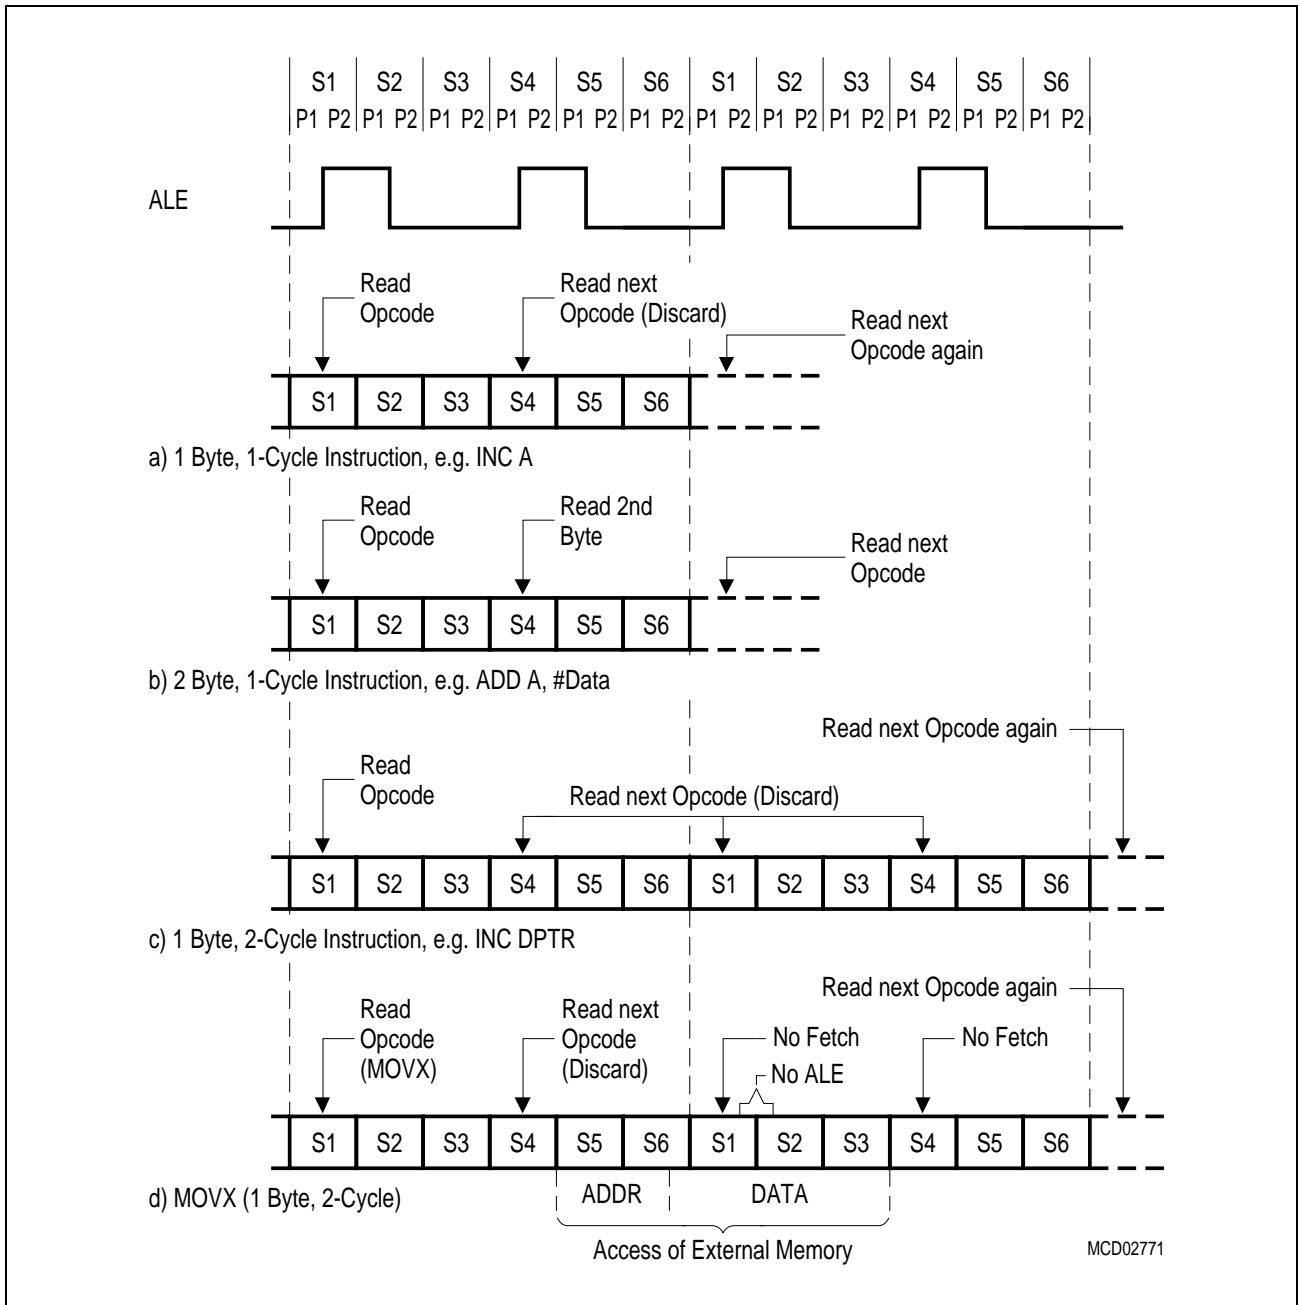 S1 S2 S3 S4 S5 S6 S1 S2 S3 S4 S5 S6
P1 P2 P1 P2 P1 P2 P1 P2 P1 P2 P1 P2 P1 P2 P1 P2 P1 P2 P1 P2 P1 P2 P1 P2
ALE
Read
Opcode
Read next
Opcode (Discard)
Read next
Opcode again
S1 S2 S3 S4 S5 S6
a) 1 Byte, 1-Cycle Instruction, e.g. INC A
Read
Opcode
Read 2nd
Byte
Read next
Opcode
S1 S2 S3 S4 S5 S6
b) 2 Byte, 1-Cycle Instruction, e.g. ADD A, #Data
Read next Opcode again
Read
Opcode
Read next Opcode (Discard)
S1 S2 S3 S4 S5 S6 S1 S2 S3 S4 S5 S6
c) 1 Byte, 2-Cycle Instruction, e.g. INC DPTR
Read next Opcode again
Read
Opcode
(MOVX)
Read next
Opcode
(Discard)
No Fetch
No ALE
No Fetch
S1 S2 S3 S4 S5 S6 S1 S2 S3 S4 S5 S6
d) MOVX (1 Byte, 2-Cycle)
ADDR DATA
Access of External Memory
MCD02771